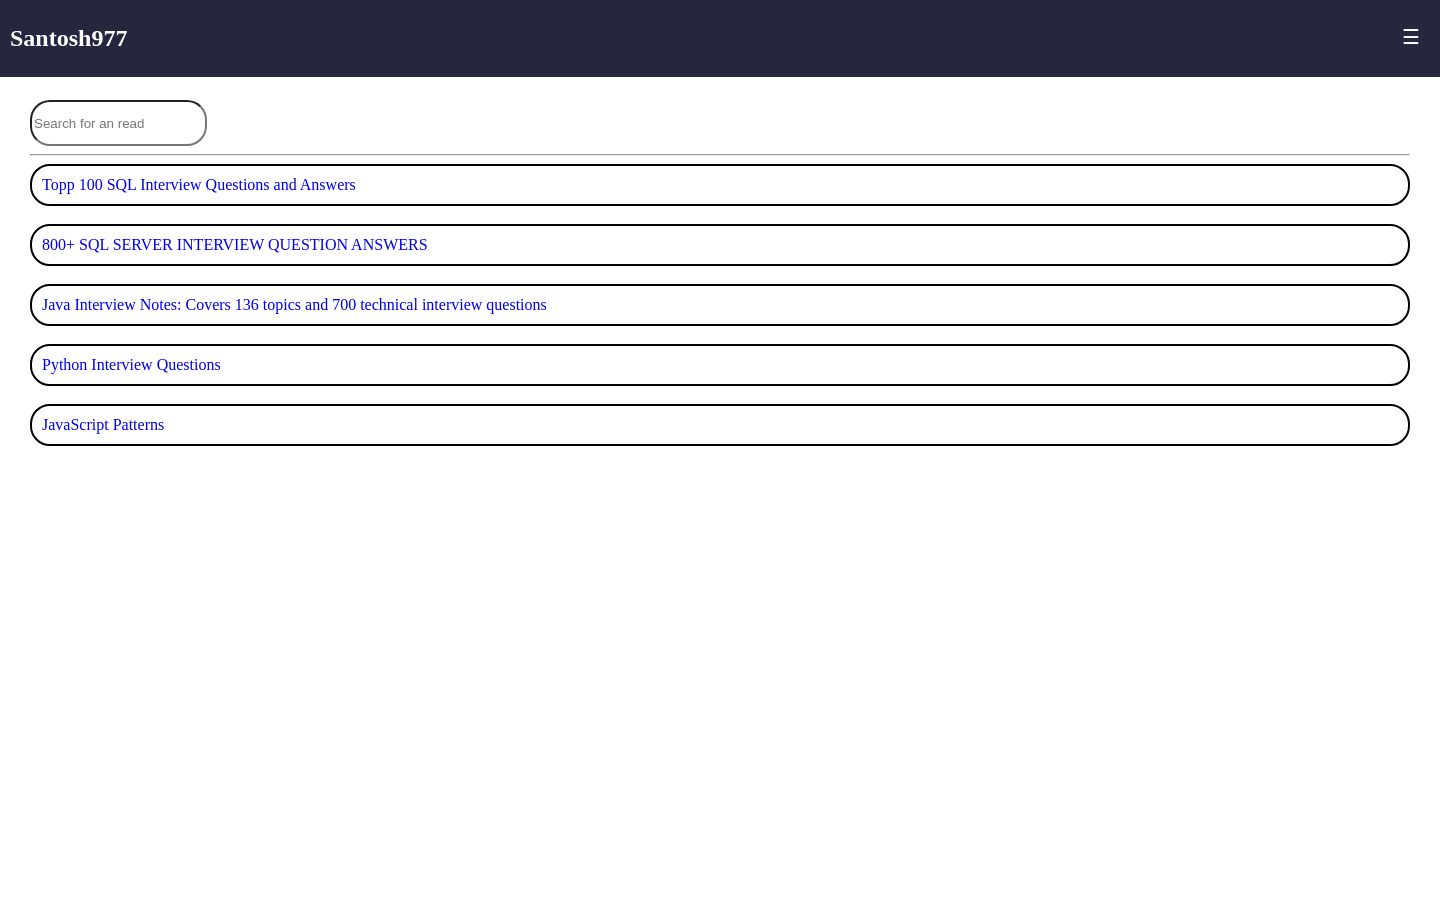 Santosh977
☰
Search for an read
Topp 100 SQL Interview Questions and Answers
800+ SQL SERVER INTERVIEW QUESTION ANSWERS
Java Interview Notes: Covers 136 topics and 700 technical interview questions
Python Interview Questions
JavaScript Patterns